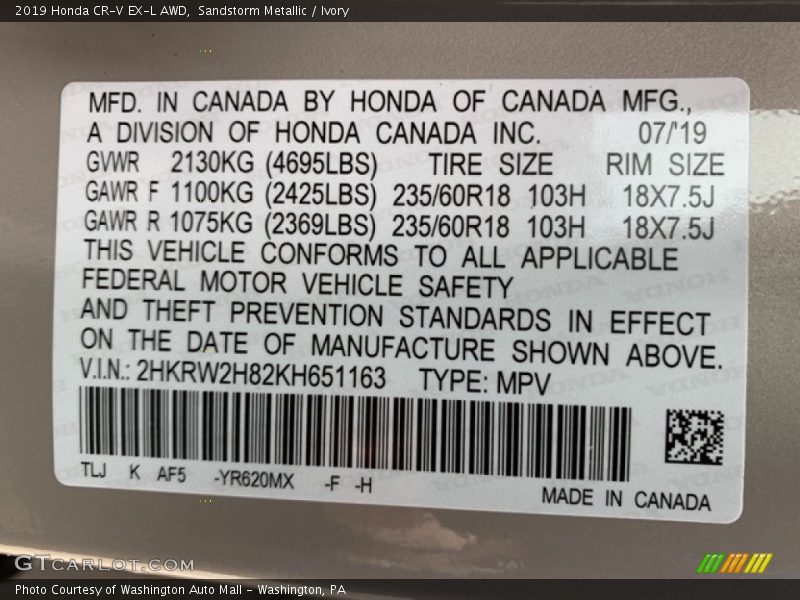 2019 Honda CR-V EX-L AWD,  Sandstorm Metallic / Ivory
MFD. IN CANADA BY HONDA OF CANADA MFG.,
A DIVISION OF HONDA CANADA INC. 07/'19
GVWR 2130KG (4695LBS) TIRE SIZE RIM SIZE
GAWR F 1100KG (2425LBS) 235/60R18 103H 18X7.5J
GAWR R 1075KG (2369LBS) 235/60R18 103H 18X7.5J
THIS VEHICLE CONFORMS TO ALL APPLICABLE
FEDERAL MOTOR VEHICLE SAFETY
AND THEFT PREVENTION STANDARDS IN EFFECT
ON THE DATE OF MANUFACTURE SHOWN ABOVE.
V.I.N.: 2HKRW2H82KH651163 TYPE: MPV
TLJ K AF5 -YR620MX -F -H
MADE IN CANADA
GTCARLOT.COM
Photo Courtesy of Washington Auto Mall - Washington, PA